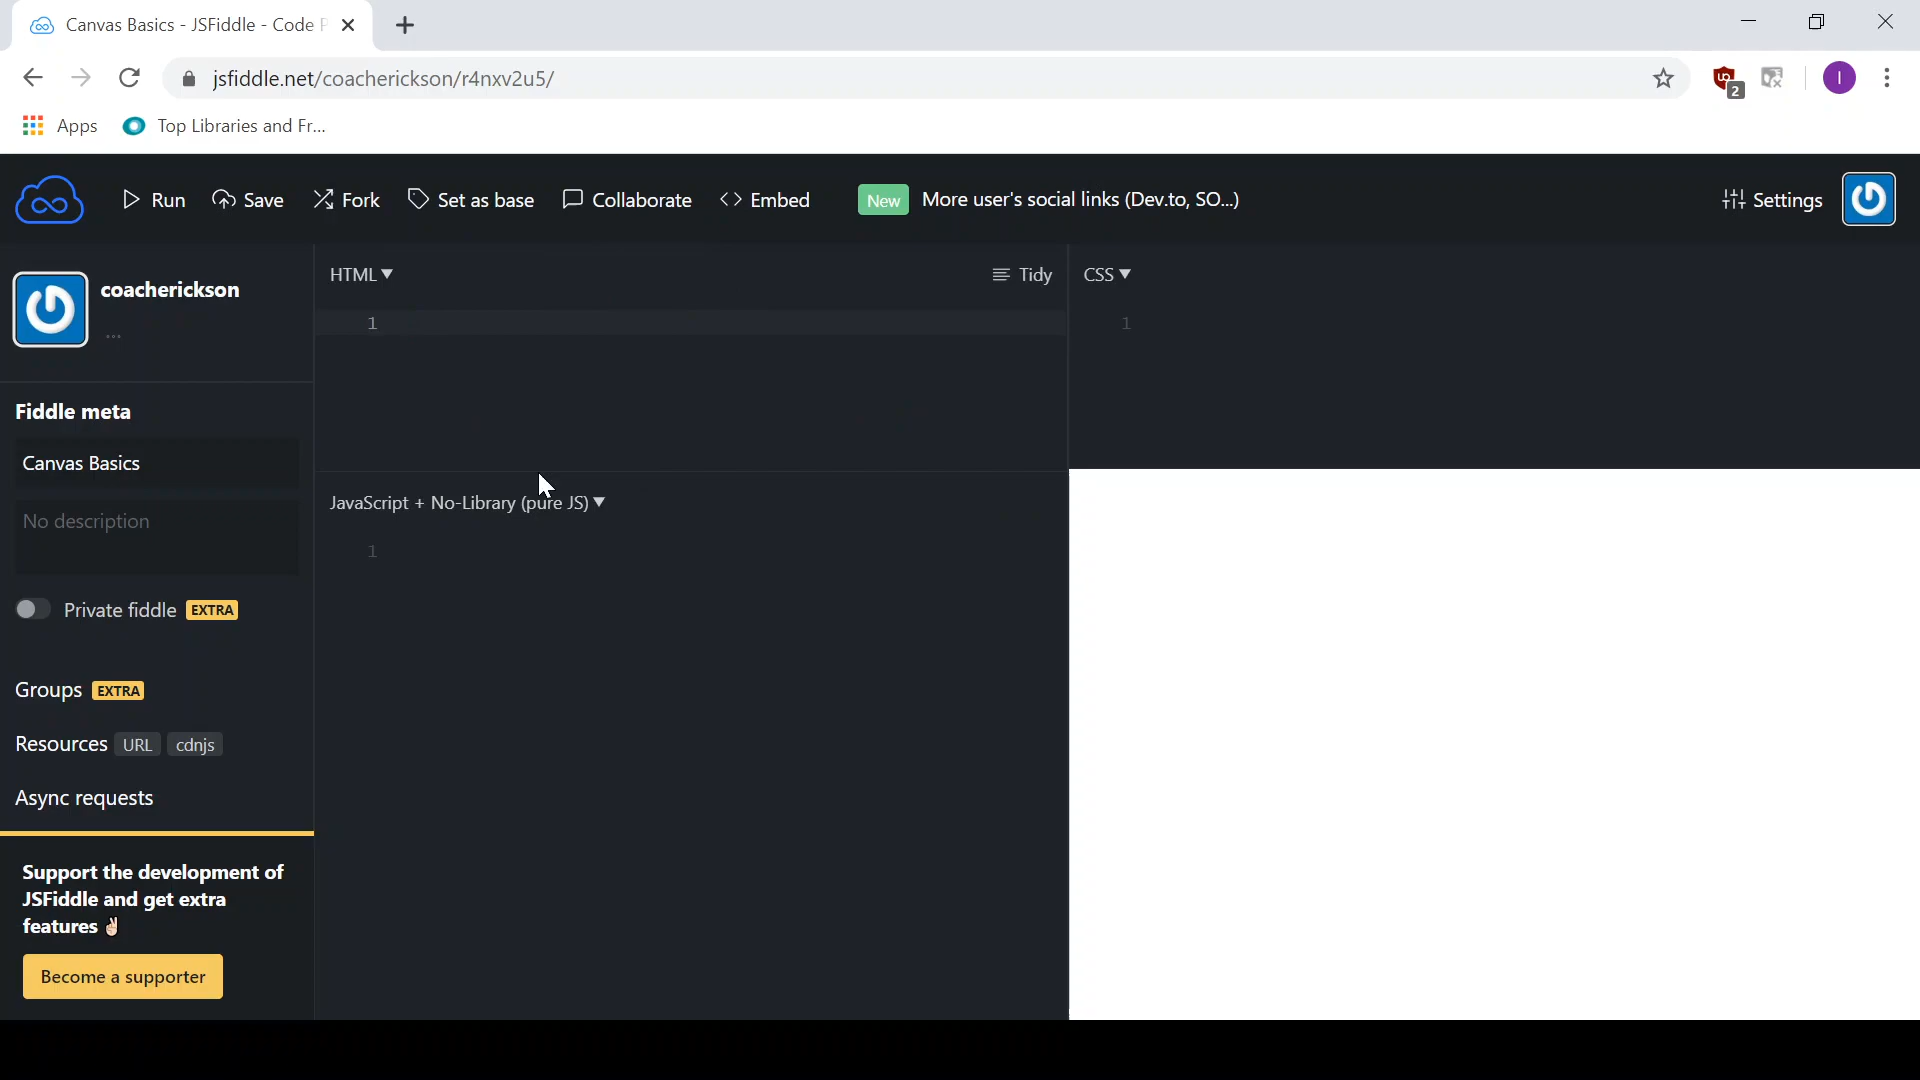 Canvas Basics - JSFiddle - Code P
jsfiddle.net/coacherickson/r4nxv2u5/
2
I
Apps
Top Libraries and Fr...
Run
Save
Fork
Set as base
Collaborate
Embed
New
More user's social links (Dev.to, SO...)
Settings
coacherickson
...
HTML
Tidy
CSS
1
1
Fiddle meta
Canvas Basics
No description
JavaScript + No-Library (pure JS)
1
Private fiddle EXTRA
Groups EXTRA
Resources URL cdnjs
Async requests
Support the development of
JSFiddle and get extra
features ✌🏻
Become a supporter